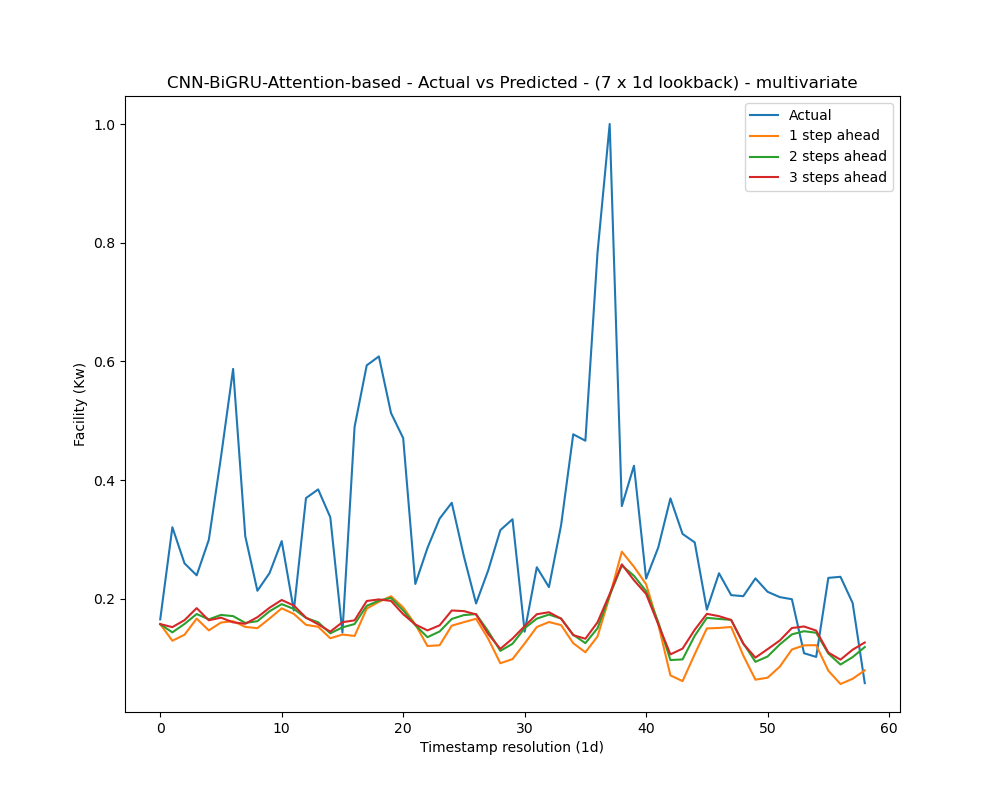 CNN-BiGRU-Attention-based - Actual vs Predicted - (7 x 1d lookback) - multivariate
Actual
1 step ahead
2 steps ahead
3 steps ahead
1.0
0.8
0.6
0.4
0.2
Facility (Kw)
0 10 20 30 40 50 60
Timestamp resolution (1d)